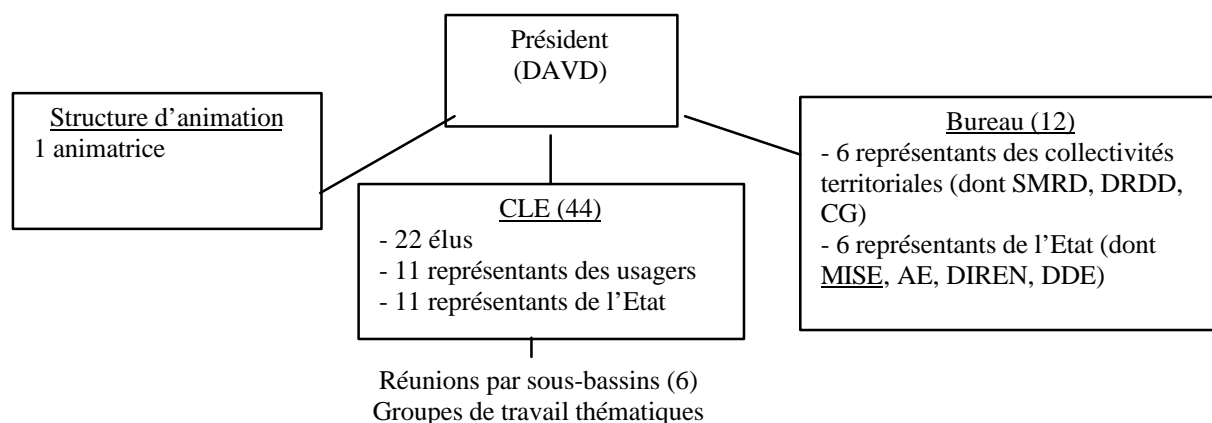 Président
(DAVD)
Structure d’animation
1 animatrice
Bureau (12)
- 6 représentants des collectivités
territoriales (dont SMRD, DRDD,
CG)
- 6 représentants de l’Etat (dont
MISE, AE, DIREN, DDE)
CLE (44)
- 22 élus
- 11 représentants des usagers
- 11 représentants de l’Etat
Réunions par sous-bassins (6)
Groupes de travail thématiques